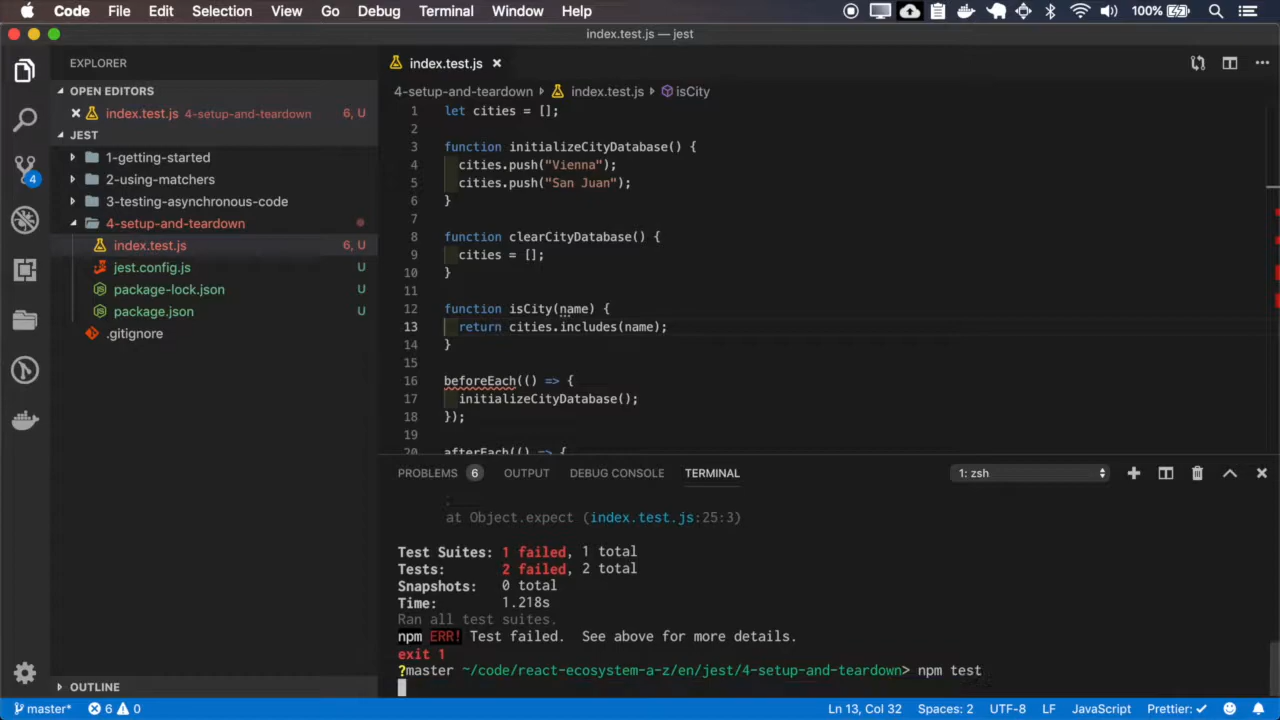 Code File Edit Selection View Go Debug Terminal Window Help 100%
index.test.js — jest
EXPLORER
OPEN EDITORS
index.test.js 4-setup-and-teardown 6, U
JEST
1-getting-started
2-using-matchers
3-testing-asynchronous-code
4-setup-and-teardown
index.test.js 6, U
jest.config.js U
package-lock.json U
package.json U
.gitignore
4
OUTLINE
index.test.js
4-setup-and-teardown index.test.js isCity
1 let cities = [];
2
3 function initializeCityDatabase() {
4 cities.push("Vienna");
5 cities.push("San Juan");
6 }
7
8 function clearCityDatabase() {
9 cities = [];
10 }
11
12 function isCity(name) {
13 return cities.includes(name);
14 }
15
16 beforeEach(() => {
17 initializeCityDatabase();
18 });
19
20 afterEach(() => {
PROBLEMS 6 OUTPUT DEBUG CONSOLE TERMINAL 1: zsh
at Object.expect (index.test.js:25:3)
Test Suites: 1 failed, 1 total
Tests: 2 failed, 2 total
Snapshots: 0 total
Time: 1.218s
Ran all test suites.
npm ERR! Test failed. See above for more details.
exit 1
?master ~/code/react-ecosystem-a-z/en/jest/4-setup-and-teardown> npm test
master* 6 0 Ln 13, Col 32 Spaces: 2 UTF-8 LF JavaScript Prettier: ✓